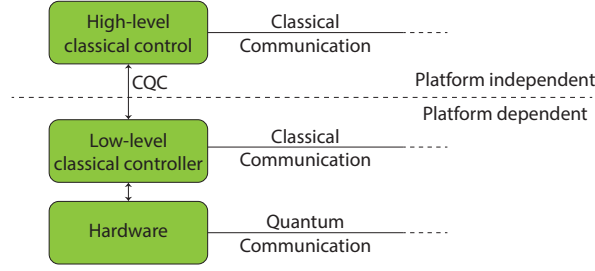 High-level
classical control
Classical
Communication
CQC
Platform independent
Platform dependent
Low-level
classical controller
Classical
Communication
Hardware
Quantum
Communication